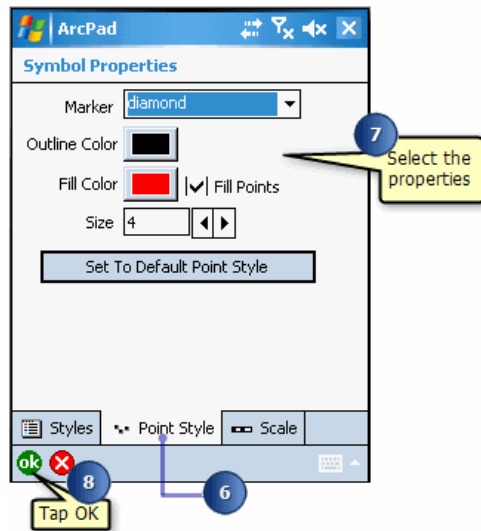 ArcPad
Symbol Properties
Marker diamond
Outline Color
Fill Color Fill Points
Size 4
Set To Default Point Style
7
Select the
properties
Styles Point Style Scale
ok
8
6
Tap OK